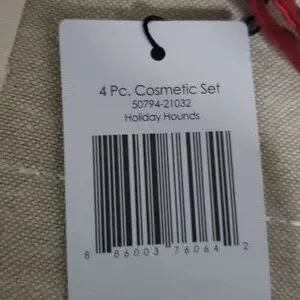 4 Pc. Cosmetic Set
50794-21032
Holiday Hounds
8 86003 76064 2